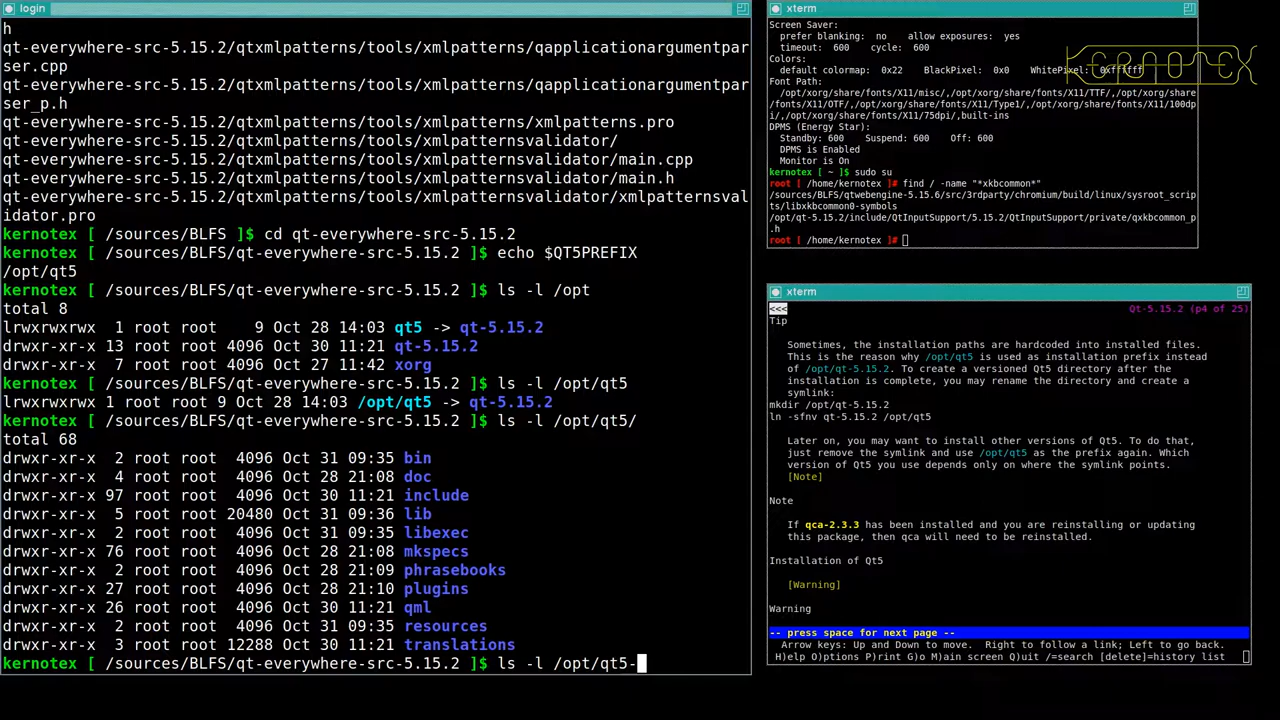 login
h
qt-everywhere-src-5.15.2/qtxmlpatterns/tools/xmlpatterns/qapplicationargumentpar
ser.cpp
qt-everywhere-src-5.15.2/qtxmlpatterns/tools/xmlpatterns/qapplicationargumentpar
ser_p.h
qt-everywhere-src-5.15.2/qtxmlpatterns/tools/xmlpatterns/xmlpatterns.pro
qt-everywhere-src-5.15.2/qtxmlpatterns/tools/xmlpatternsvalidator/
qt-everywhere-src-5.15.2/qtxmlpatterns/tools/xmlpatternsvalidator/main.cpp
qt-everywhere-src-5.15.2/qtxmlpatterns/tools/xmlpatternsvalidator/main.h
qt-everywhere-src-5.15.2/qtxmlpatterns/tools/xmlpatternsvalidator/xmlpatternsval
idator.pro
kernotex [ /sources/BLFS ]$ cd qt-everywhere-src-5.15.2
kernotex [ /sources/BLFS/qt-everywhere-src-5.15.2 ]$ echo $QT5PREFIX
/opt/qt5
kernotex [ /sources/BLFS/qt-everywhere-src-5.15.2 ]$ ls -l /opt
total 8
lrwxrwxrwx  1 root root    9 Oct 28 14:03 qt5 -> qt-5.15.2
drwxr-xr-x 13 root root 4096 Oct 30 11:21 qt-5.15.2
drwxr-xr-x  7 root root 4096 Oct 27 11:42 xorg
kernotex [ /sources/BLFS/qt-everywhere-src-5.15.2 ]$ ls -l /opt/qt5
lrwxrwxrwx 1 root root 9 Oct 28 14:03 /opt/qt5 -> qt-5.15.2
kernotex [ /sources/BLFS/qt-everywhere-src-5.15.2 ]$ ls -l /opt/qt5/
total 68
drwxr-xr-x  2 root root  4096 Oct 31 09:35 bin
drwxr-xr-x  4 root root  4096 Oct 28 21:08 doc
drwxr-xr-x 97 root root  4096 Oct 30 11:21 include
drwxr-xr-x  5 root root 20480 Oct 31 09:36 lib
drwxr-xr-x  2 root root  4096 Oct 31 09:35 libexec
drwxr-xr-x 76 root root  4096 Oct 28 21:08 mkspecs
drwxr-xr-x  2 root root  4096 Oct 28 21:09 phrasebooks
drwxr-xr-x 27 root root  4096 Oct 28 21:10 plugins
drwxr-xr-x 26 root root  4096 Oct 30 11:21 qml
drwxr-xr-x  2 root root  4096 Oct 31 09:35 resources
drwxr-xr-x  3 root root 12288 Oct 30 11:21 translations
kernotex [ /sources/BLFS/qt-everywhere-src-5.15.2 ]$ ls -l /opt/qt5-
xterm
Screen Saver:
  prefer blanking:  no    allow exposures:  yes
  timeout:  600    cycle:  600
Colors:
  default colormap:  0x22    BlackPixel:  0x0    WhitePixel:  0xffffff
KERNOTEX
Font Path:
  /opt/xorg/share/fonts/X11/misc/,/opt/xorg/share/fonts/X11/TTF/,/opt/xorg/share
/fonts/X11/OTF/,/opt/xorg/share/fonts/X11/Type1/,/opt/xorg/share/fonts/X11/100dp
i/,/opt/xorg/share/fonts/X11/75dpi/,built-ins
DPMS (Energy Star):
  Standby: 600    Suspend: 600    Off: 600
  DPMS is Enabled
  Monitor is On
kernotex [ ~ ]$ sudo su
root [ /home/kernotex ]# find / -name "*xkbcommon*"
/sources/BLFS/qtwebengine-5.15.6/src/3rdparty/chromium/build/linux/sysroot_scrip
ts/libxkbcommon0-symbols
/opt/qt-5.15.2/include/QtInputSupport/5.15.2/QtInputSupport/private/qxkbcommon_p
.h
root [ /home/kernotex ]#
xterm
<<<
Qt-5.15.2 (p4 of 25)
Tip
Sometimes, the installation paths are hardcoded into installed files.
This is the reason why /opt/qt5 is used as installation prefix instead
of /opt/qt-5.15.2. To create a versioned Qt5 directory after the
installation is complete, you may rename the directory and create a
symlink:
mkdir /opt/qt-5.15.2
ln -sfnv qt-5.15.2 /opt/qt5
Later on, you may want to install other versions of Qt5. To do that,
just remove the symlink and use /opt/qt5 as the prefix again. Which
version of Qt5 you use depends only on where the symlink points.
[Note]
Note
If qca-2.3.3 has been installed and you are reinstalling or updating
this package, then qca will need to be reinstalled.
Installation of Qt5
[Warning]
Warning
-- press space for next page --
Arrow keys: Up and Down to move.  Right to follow a link; Left to go back.
H)elp O)ptions P)rint G)o M)ain screen Q)uit /=search [delete]=history list